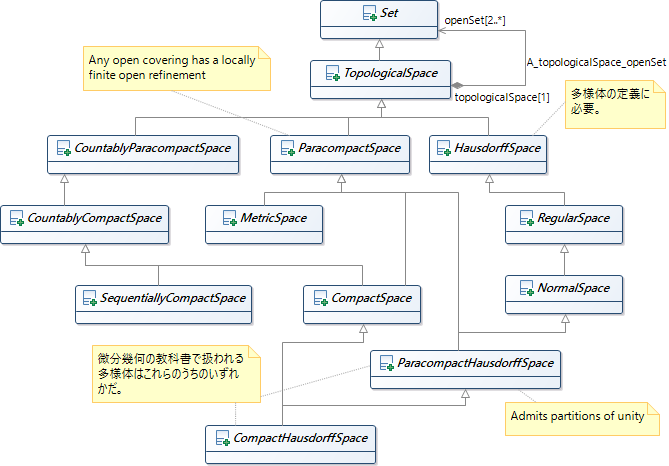 Set
openSet[2..*]
Any open covering has a locally
finite open refinement
TopologicalSpace
A_topologicalSpace_openSet
topologicalSpace[1]
多様体の定義に
必要。
CountablyParacompactSpace
ParacompactSpace
HausdorffSpace
CountablyCompactSpace
MetricSpace
RegularSpace
SequentiallyCompactSpace
CompactSpace
NormalSpace
微分幾何の教科書で扱われる
多様体はこれらのうちのいずれ
かだ。
ParacompactHausdorffSpace
Admits partitions of unity
CompactHausdorffSpace